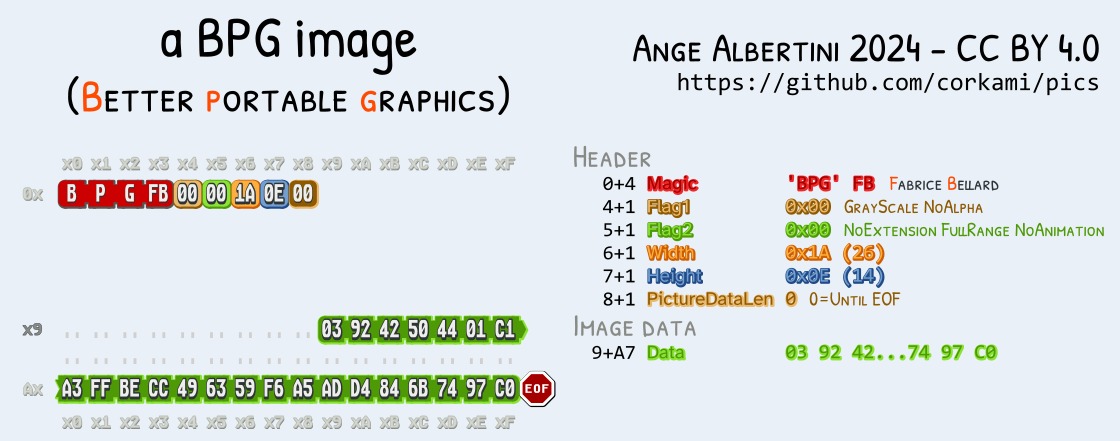 a BPG image
(Better Portable Graphics)
Ange Albertini 2024 - CC BY 4.0
https://github.com/corkami/pics
x0 x1 x2 x3 x4 x5 x6 x7 x8 x9 xA xB xC xD xE xF
0x B P G FB 00 00 1A 0E 00
x9 .. .. .. .. .. .. .. .. .. 03 92 42 50 44 01 C1
.. .. .. .. .. .. .. .. .. .. .. .. .. .. .. ..
Ax A3 FF BE CC 49 63 59 F6 A5 AD D4 84 6B 74 97 C0 EOF
x0 x1 x2 x3 x4 x5 x6 x7 x8 x9 xA xB xC xD xE xF
Header
0+4 Magic 'BPG' FB Fabrice Bellard
4+1 Flag1 0x00 GrayScale NoAlpha
5+1 Flag2 0x00 NoExtension FullRange NoAnimation
6+1 Width 0x1A (26)
7+1 Height 0x0E (14)
8+1 PictureDataLen 0 0=Until EOF
Image data
9+A7 Data 03 92 42...74 97 C0